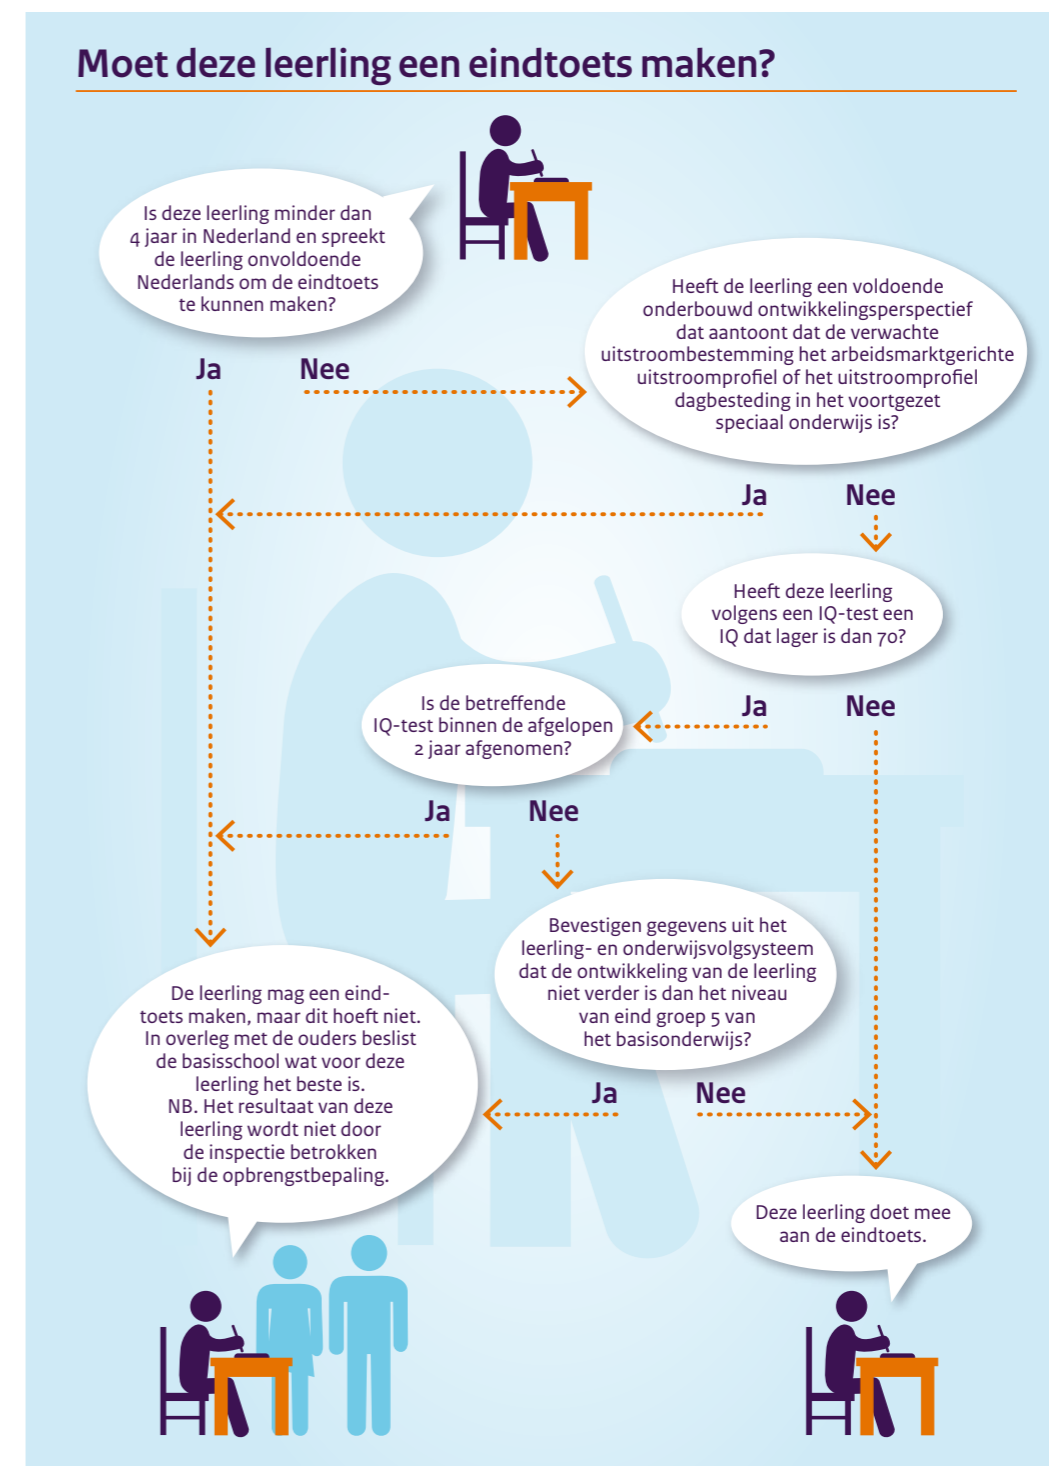 Moet deze leerling een eindtoets maken?
Is deze leerling minder dan
4 jaar in Nederland en spreekt
de leerling onvoldoende
Nederlands om de eindtoets
te kunnen maken?
Ja
Nee
Heeft de leerling een voldoende
onderbouwd ontwikkelingsperspectief
dat aantoont dat de verwachte
uitstroombestemming het arbeidsmarktgerichte
uitstroomprofiel of het uitstroomprofiel
dagbesteding in het voortgezet
speciaal onderwijs is?
Ja
Nee
Heeft deze leerling
volgens een IQ-test een
IQ dat lager is dan 70?
Ja
Nee
Is de betreffende
IQ-test binnen de afgelopen
2 jaar afgenomen?
Ja
Nee
Bevestigen gegevens uit het
leerling- en onderwijsvolgsysteem
dat de ontwikkeling van de leerling
niet verder is dan het niveau
van eind groep 5 van
het basisonderwijs?
Ja
Nee
De leerling mag een eind-
toets maken, maar dit hoeft niet.
In overleg met de ouders beslist
de basisschool wat voor deze
leerling het beste is.
NB. Het resultaat van deze
leerling wordt niet door
de inspectie betrokken
bij de opbrengstbepaling.
Deze leerling doet mee
aan de eindtoets.